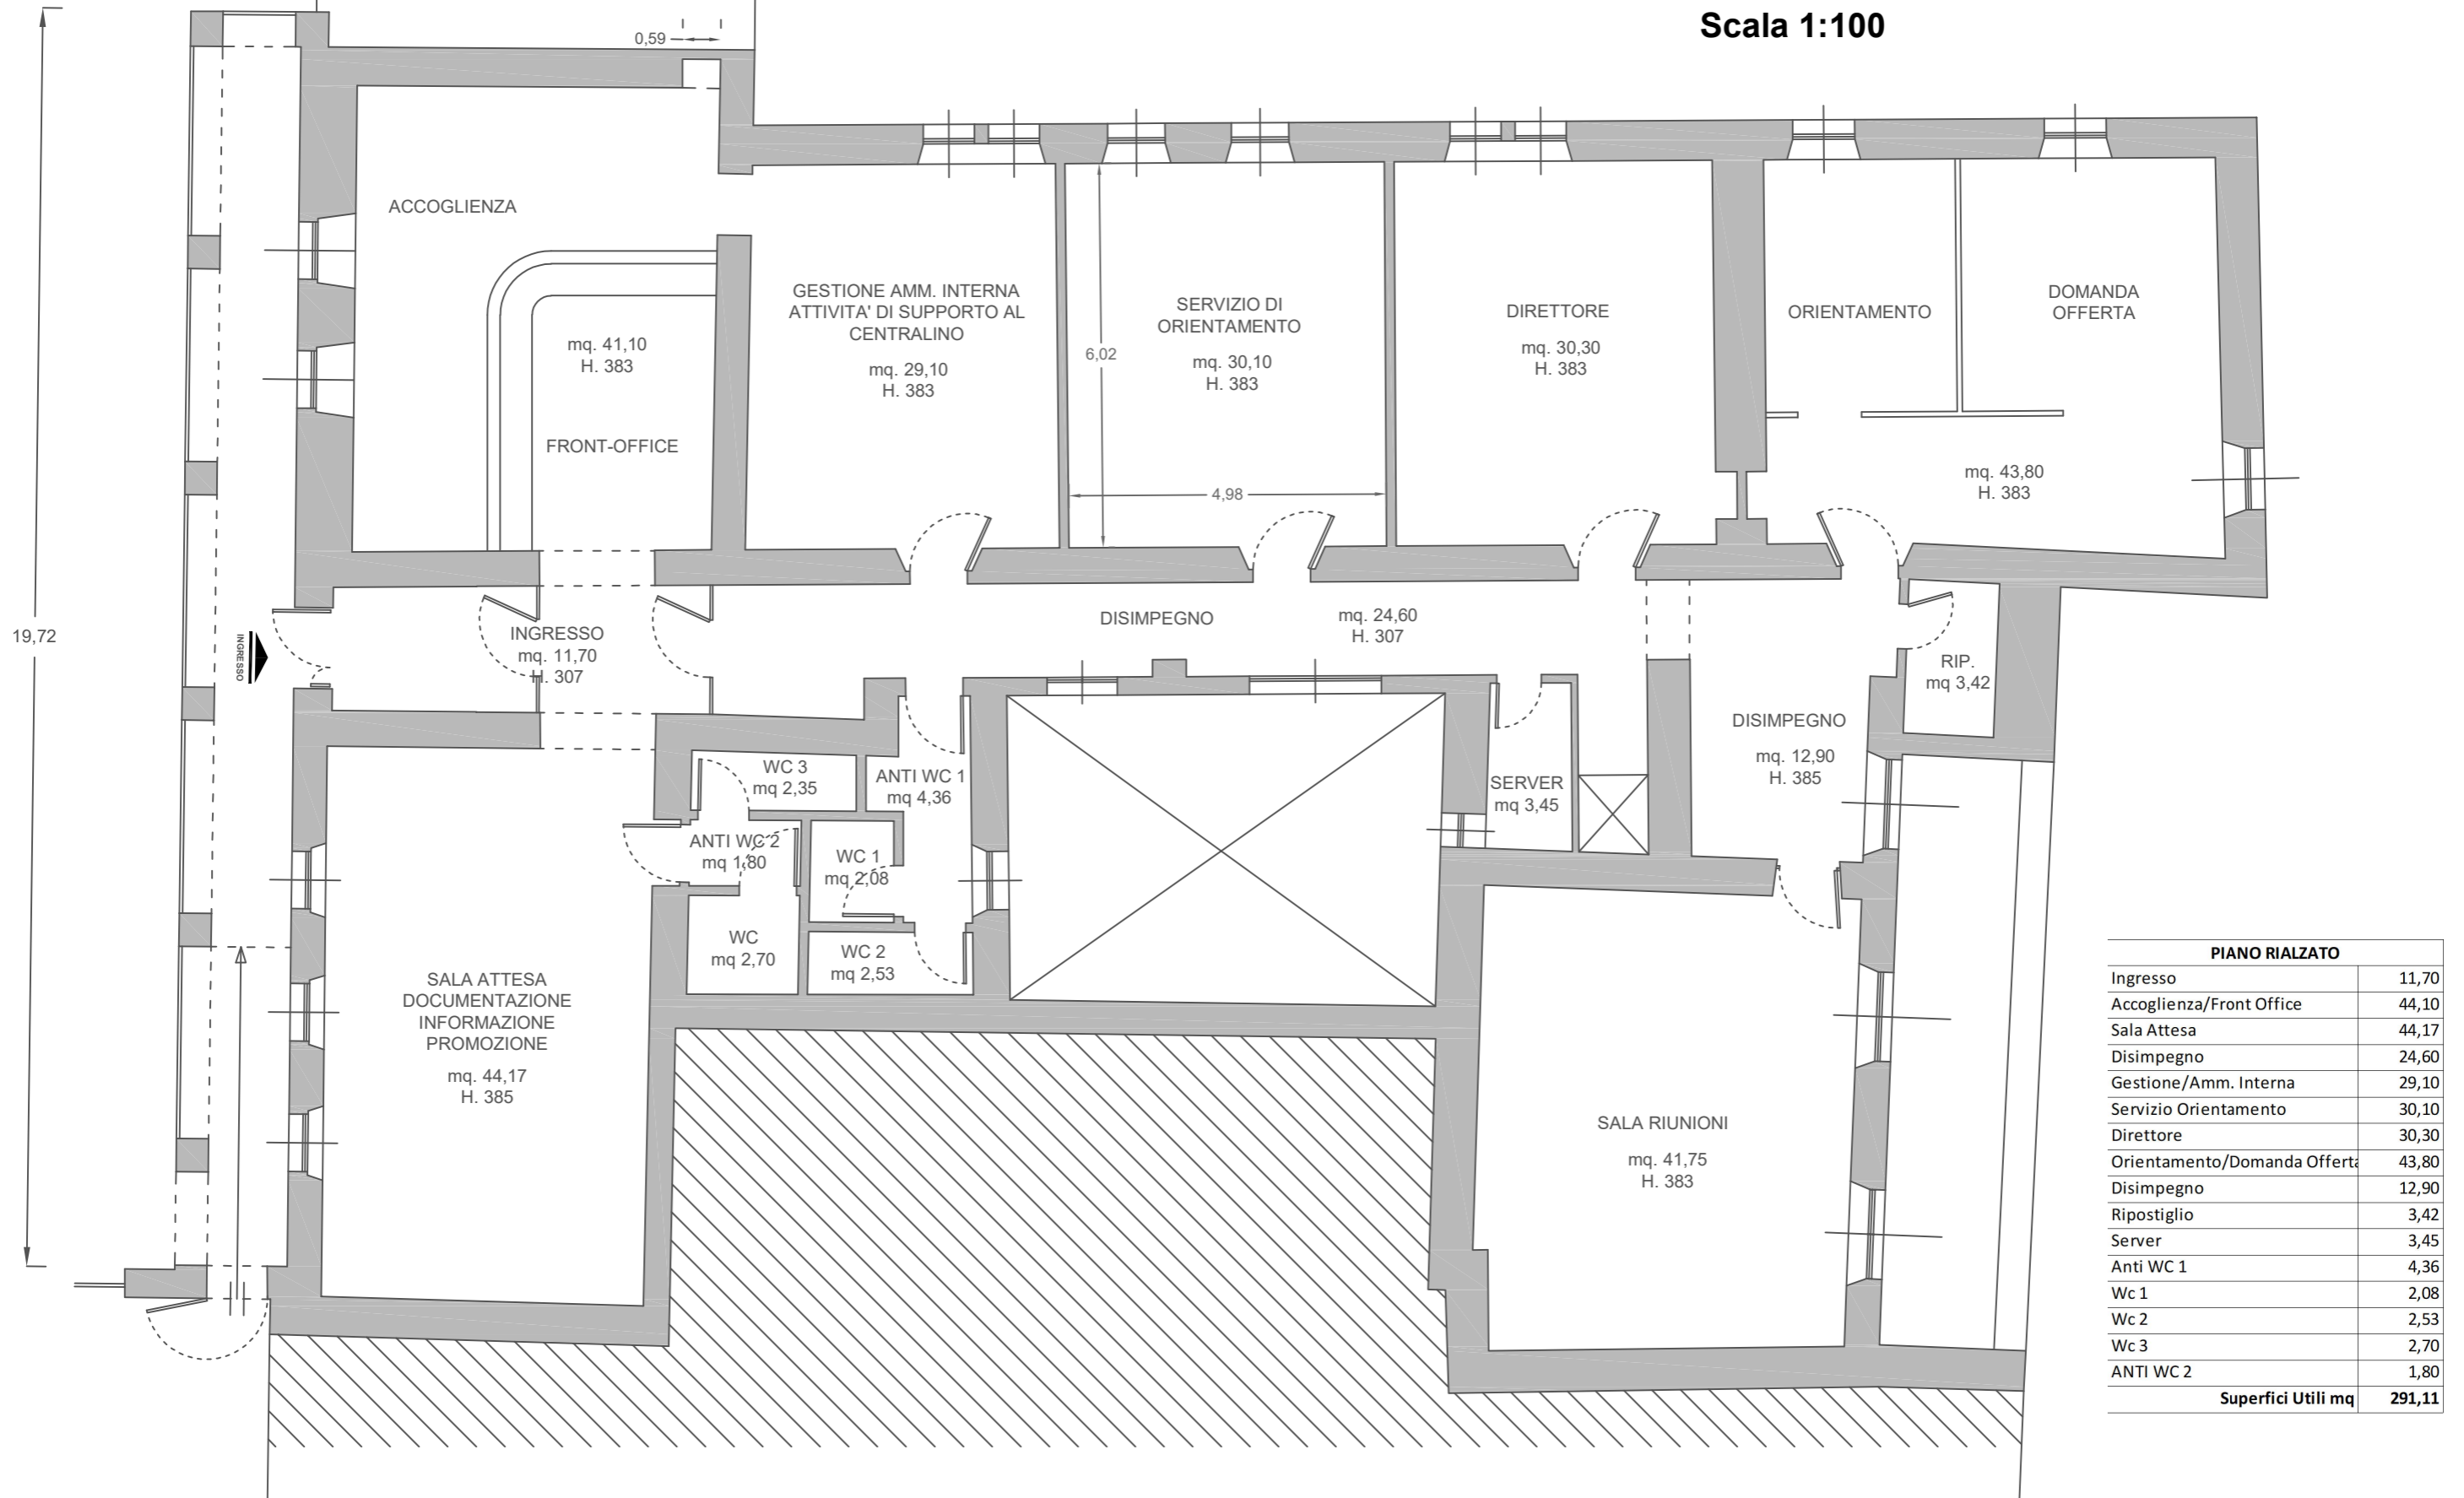 Scala 1:100
0,59
19,72
ACCOGLIENZA
mq. 41,10
H. 383
FRONT-OFFICE
GESTIONE AMM. INTERNA
ATTIVITA' DI SUPPORTO AL
CENTRALINO
mq. 29,10
H. 383
SERVIZIO DI
ORIENTAMENTO
mq. 30,10
H. 383
6,02
4,98
DIRETTORE
mq. 30,30
H. 383
ORIENTAMENTO
DOMANDA
OFFERTA
mq. 43,80
H. 383
INGRESSO
INGRESSO
mq. 11,70
H. 307
DISIMPEGNO
mq. 24,60
H. 307
RIP.
mq 3,42
DISIMPEGNO
mq. 12,90
H. 385
SERVER
mq 3,45
WC 3
mq 2,35
ANTI WC 1
mq 4,36
ANTI WC 2
mq 1,80
WC 1
mq 2,08
WC
mq 2,70
WC 2
mq 2,53
SALA ATTESA
DOCUMENTAZIONE
INFORMAZIONE
PROMOZIONE
mq. 44,17
H. 385
SALA RIUNIONI
mq. 41,75
H. 383
PIANO RIALZATO
Ingresso 11,70
Accoglienza/Front Office 44,10
Sala Attesa 44,17
Disimpegno 24,60
Gestione/Amm. Interna 29,10
Servizio Orientamento 30,10
Direttore 30,30
Orientamento/Domanda Offerta 43,80
Disimpegno 12,90
Ripostiglio 3,42
Server 3,45
Anti WC 1 4,36
Wc 1 2,08
Wc 2 2,53
Wc 3 2,70
ANTI WC 2 1,80
Superfici Utili mq 291,11